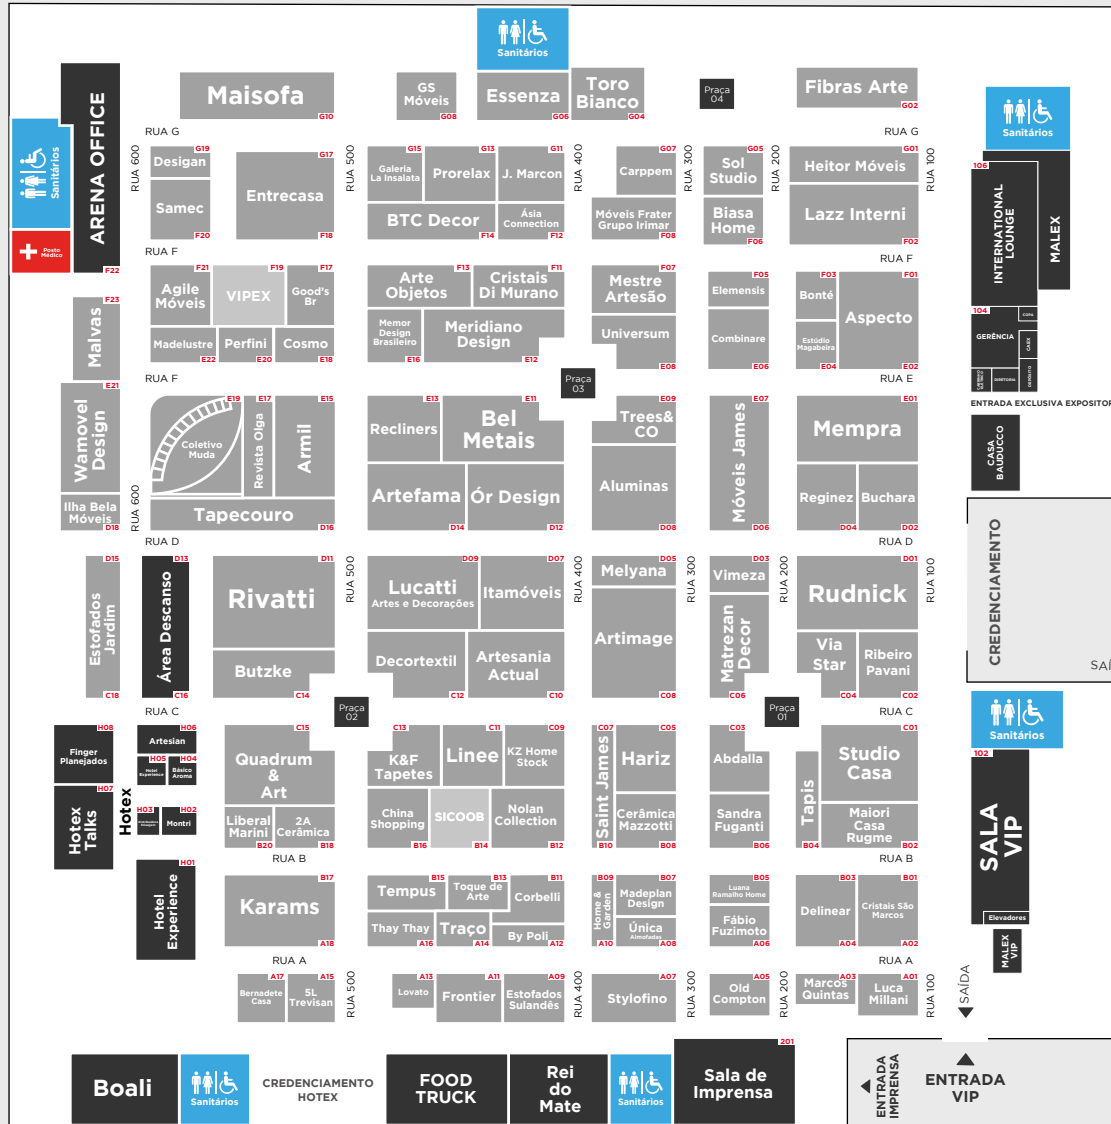 Sanitários
Maisofa
G10
GS
Móveis
G08
Essenza
G06
Toro
Bianco
G04
Praça
04
Fibras Arte
G02
ARENA OFFICE
F22
Sanitários
Posto
Médico
Sanitários
RUA G
RUA G
RUA 600
RUA 500
RUA 400
RUA 300
RUA 200
RUA 100
G19
Desigan
Samec
F20
G17
Entrecasa
F18
G15
Galeria
La Insalata
G13
Prorelax
G11
J. Marcon
BTC Decor
F14
Ásia
Connection
F12
G07
Carppem
Móveis Frater
Grupo Irimar
F08
G05
Sol
Studio
Biasa
Home
F06
G01
Heitor Móveis
Lazz Interni
F02
106
INTERNATIONAL
LOUNGE
MALEX
RUA F
RUA F
F21
Agile
Móveis
F19
VIPEX
F17
Good's
Br
Madelustre
E22
Perfini
E20
Cosmo
E18
F13
Arte
Objetos
F11
Cristais
Di Murano
Memor
Design
Brasileiro
E16
Meridiano
Design
E12
F07
Mestre
Artesão
Universum
E08
F05
Elemensis
Combinare
E06
F03
Bonté
Estúdio
Magabeira
E04
F01
Aspecto
E02
104
GERÊNCIA
COPA
CAEX
DIRETORIA
DEPÓSITO
F23
Malvas
RUA F
Praça
03
RUA E
ENTRADA EXCLUSIVA EXPOSITOR
E21
Wamovel
Design
Ilha Bela
Móveis
D18
RUA 600
E19
Coletivo
Muda
E17
Revista Olga
E15
Armil
Tapecouro
D16
E13
Recliners
E11
Bel
Metais
Artefama
D14
Ór Design
D12
E09
Trees&
CO
Aluminas
D08
E07
Móveis James
D06
E01
Mempra
Reginez
D04
Buchara
D02
CASA
BAUDUCCO
RUA D
RUA D
CREDENCIAMENTO
SAÍ
D15
Estofados
Jardim
C18
D13
Área Descanso
C16
D11
Rivatti
Butzke
C14
RUA 500
D09
Lucatti
Artes e Decorações
D07
Itamóveis
Decortextil
C12
Artesania
Actual
C10
RUA 400
D05
Melyana
Artimage
C08
RUA 300
D03
Vimeza
Matrezan
Decor
C06
RUA 200
D01
Rudnick
Via
Star
C04
Ribeiro
Pavani
C02
RUA 100
RUA C
Praça
02
Praça
01
RUA C
Sanitários
H08
Finger
Planejados
H07
Hotex
Talks
Hotex
H06
Artesian
H05
Hotel
Experience
H04
Básico
Aroma
H03
H02
Montri
H01
Hotel
Experience
C15
Quadrum
&
Art
Liberal
Marini
B20
2A
Cerâmica
B18
C13
K&F
Tapetes
C11
Linee
C09
KZ Home
Stock
China
Shopping
B16
SICOOB
B14
Nolan
Collection
B12
C07
Saint James
B10
C05
Hariz
Cerâmica
Mazzotti
B08
C03
Abdalla
Sandra
Fuganti
B06
C01
Studio
Casa
Tapis
B04
Maiori
Casa
Rugme
B02
102
SALA
VIP
Elevadores
MALEX
VIP
RUA B
RUA B
B17
Karams
A18
B15
Tempus
B13
Toque de
Arte
B11
Corbelli
Thay Thay
A16
Traço
A14
By Poli
A12
B09
Home &
Garden
A10
B07
Madeplan
Design
Única
Almofadas
A08
B05
Luana
Ramalho Home
Fábio
Fuzimoto
A06
B03
Delinear
A04
B01
Cristais São
Marcos
A02
RUA A
RUA A
A17
Bernadete
Casa
A15
SL
Trevisan
RUA 500
A13
Lovato
A11
Frontier
A09
Estofados
Sulandês
RUA 400
A07
Stylofino
RUA 300
A05
Old
Compton
RUA 200
A03
Marcos
Quintas
A01
Luca
Millani
RUA 100
SAÍDA
Boali
Sanitários
CREDENCIAMENTO
HOTEX
FOOD
TRUCK
Rei
do
Mate
Sanitários
201
Sala de
Imprensa
ENTRADA
IMPRENSA
ENTRADA
VIP